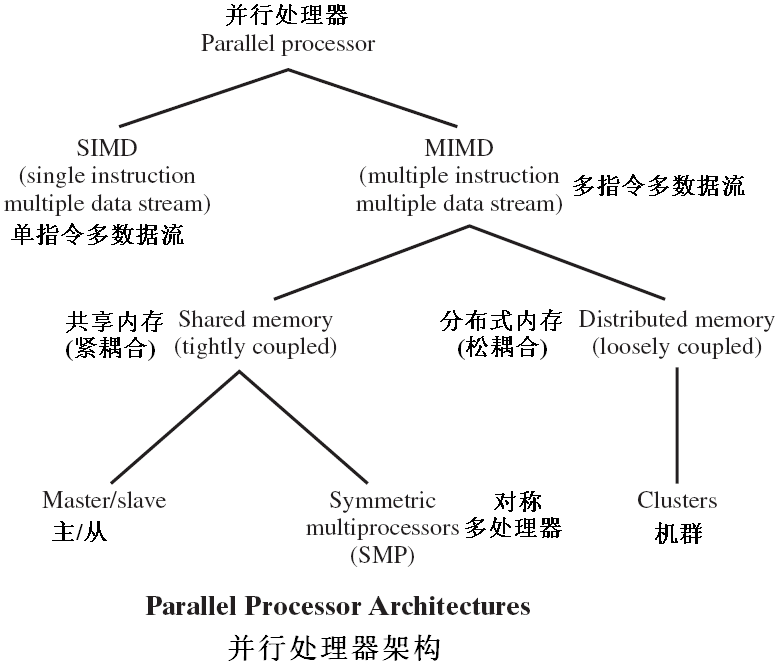 并行处理器
Parallel processor
SIMD
(single instruction
multiple data stream)
单指令多数据流
MIMD
(multiple instruction
multiple data stream)
多指令多数据流
共享内存
(紧耦合)
Shared memory
(tightly coupled)
分布式内存
(松耦合)
Distributed memory
(loosely coupled)
Master/slave
主/从
Symmetric
multiprocessors
(SMP)
对称
多处理器
Clusters
机群
Parallel Processor Architectures
并行处理器架构